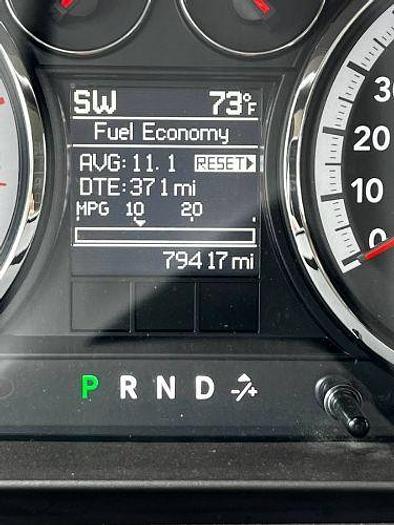 SW 73°F
Fuel Economy
AVG: 11.1 RESET
DTE: 371 mi
MPG 10 20
79417 mi
30
20
10
0
P R N D -/+